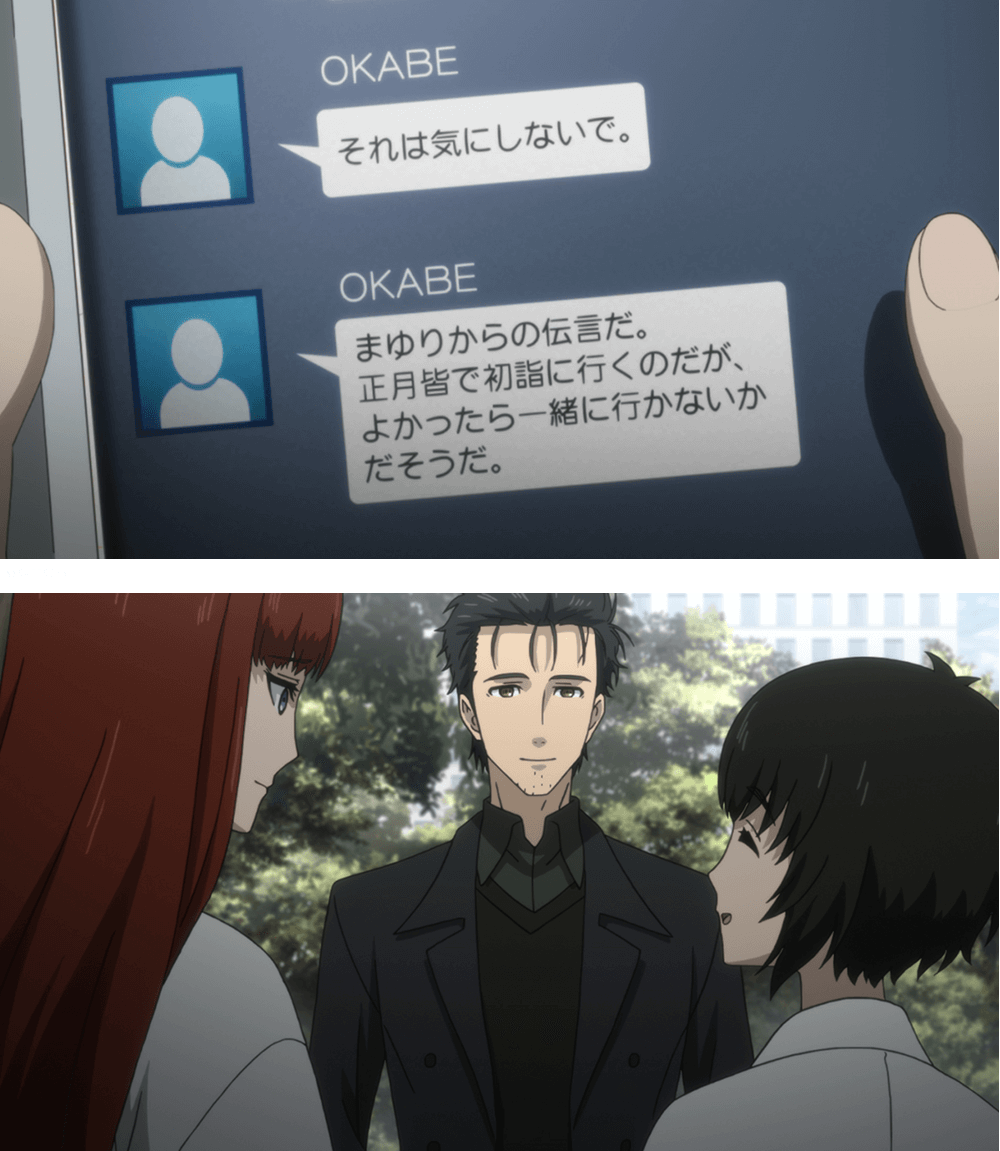 OKABE
それは気にしないで。
OKABE
まゆりからの伝言だ。
正月皆で初詣に行くのだが、
よかったら一緒に行かないか
だそうだ。